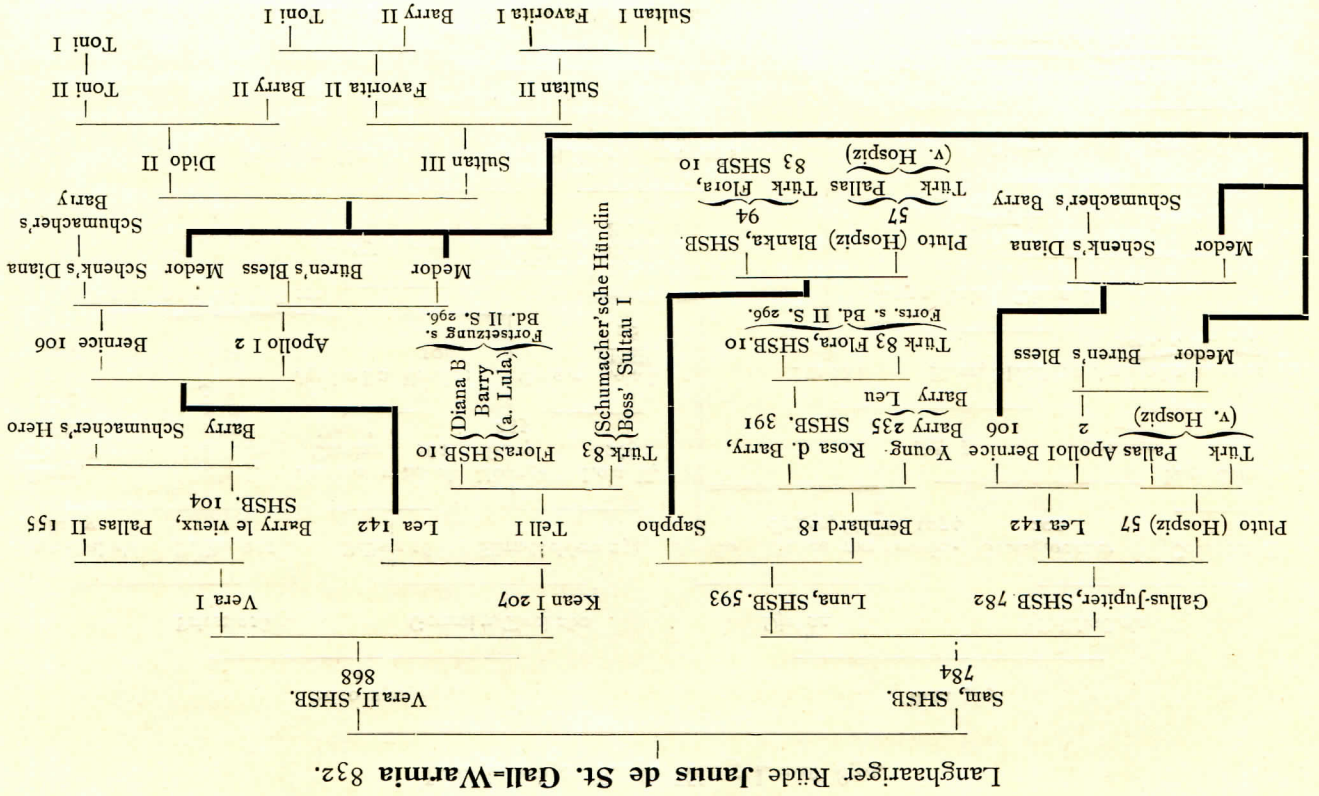 Langhaariger Rüde Janus de St. Gall=Warmia 832.
Sam, SHSB.
784
Vera II, SHSB.
868
Gallus-Jupiter, SHSB 782
Luna, SHSB. 593
Kean I 207
Vera I
Pluto (Hospiz) 57
Lea 142
Bernhard 18
Sappho
Tell I
Lea 142
Barry le vieux,
SHSB. 104
Pallas II 155
Türk Pallas
(v. Hospiz)
Apollo I
2
Bernice
106
Young
Barry 235
Barry Leu
Rosa d. Barry,
SHSB. 391
Türk 83
Schumacher'sche Hündin
Boss' Sultau I
Flora SHSB.10
Diana B
Barry
(a. Lula)
Fortsetzung s.
Bd. II S. 296.
Barry
Schumacher's Hero
Medor
Büren's Bless
Türk 83 Flora, SHSB.10
Forts. s. Bd. II S. 296.
Apollo I 2
Bernice 106
Medor
Schenk's Diana
Schumacher's Barry
Pluto (Hospiz)
57
Türk Pallas
(v. Hospiz)
Blanka, SHSB.
94
Türk Flora,
83 SHSB 10
Medor
Büren's Bless
Medor
Schenk's Diana
Schumacher's
Barry
Sultan III
Dido II
Sultan II
Favorita II
Barry II
Toni II
Sultan I
Favorita I
Barry II
Toni I
Toni I